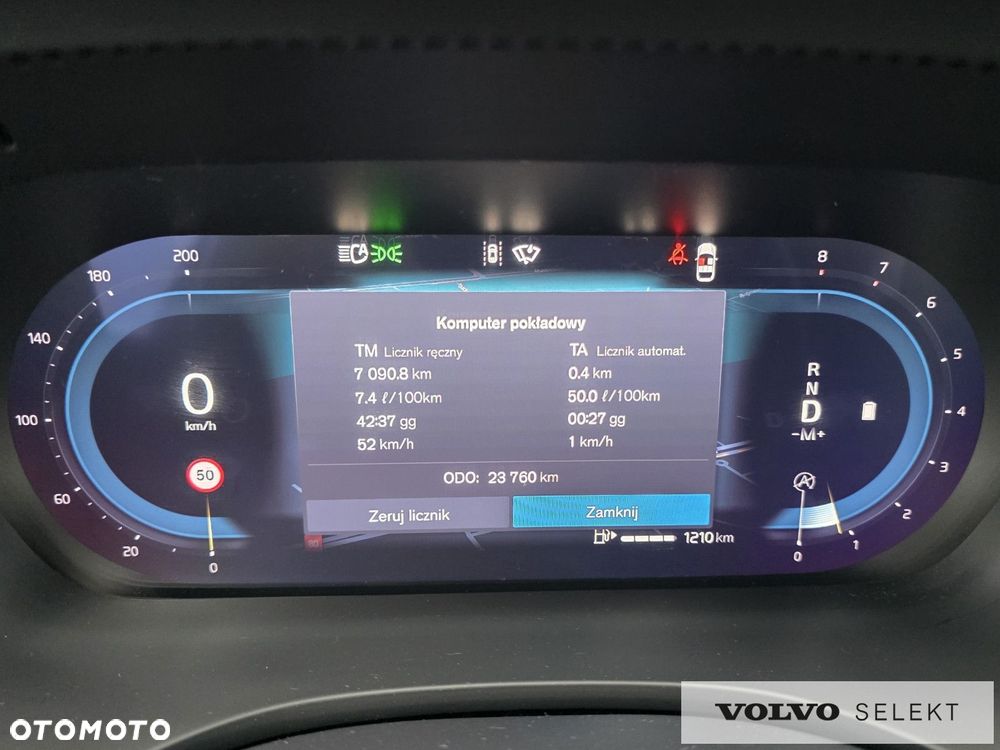 200
180
140
100
60
20
0
0
km/h
50
Komputer pokładowy
TM Licznik ręczny
7 090.8 km
7.4 ℓ/100km
42:37 gg
52 km/h
TA Licznik automat.
0.4 km
50.0 ℓ/100km
00:27 gg
1 km/h
ODO: 23 760 km
Zeruj licznik
Zamknij
1210 km
R
N
D
-M+
A
8
7
6
5
4
3
2
1
0
OTOMOTO
VOLVO SELEKT